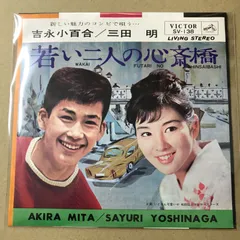 新しい魅力のコンビで唄う…
吉永小百合/三田 明
VICTOR
SV-136
LIVING STEREO
若い二人の心斎橋
WAKAI FUTARI NO SHINSAIBASHI
AKIRA MITA/SAYURI YOSHINAGA